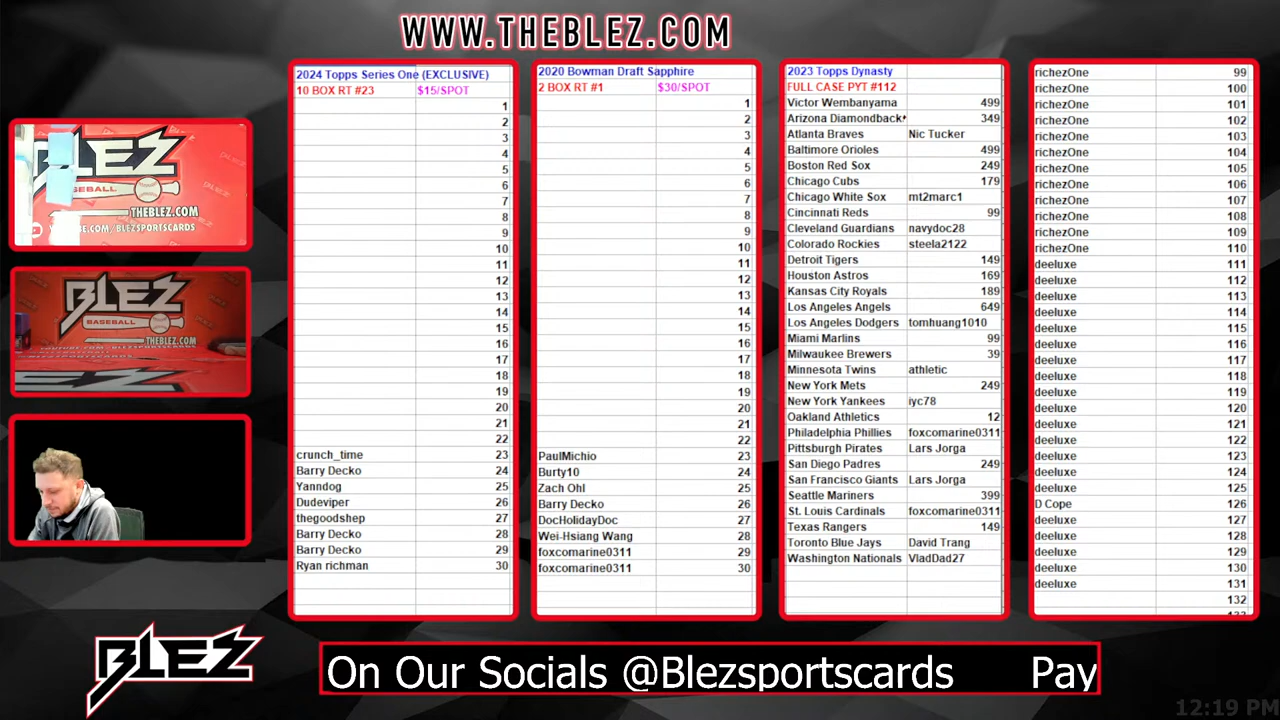 WWW.THEBLEZ.COM
BLEZ
BASEBALL
THEBLEZ.COM
BLEZ
BASEBALL
THEBLEZ.COM
2024 Topps Series One (EXCLUSIVE)
10 BOX RT #23 $15/SPOT
1
2
3
4
5
6
7
8
9
10
11
12
13
14
15
16
17
18
19
20
21
22
crunch_time 23
Barry Decko 24
Yanndog 25
Dudeviper 26
thegoodshep 27
Barry Decko 28
Barry Decko 29
Ryan richman 30
2020 Bowman Draft Sapphire
2 BOX RT #1 $30/SPOT
1
2
3
4
5
6
7
8
9
10
11
12
13
14
15
16
17
18
19
20
21
22
PaulMichio 23
Burty10 24
Zach Ohl 25
Barry Decko 26
DocHolidayDoc 27
Wei-Hsiang Wang 28
foxcomarine0311 29
foxcomarine0311 30
2023 Topps Dynasty
FULL CASE PYT #112
Victor Wembanyama 499
Arizona Diamondback 349
Atlanta Braves Nic Tucker
Baltimore Orioles 499
Boston Red Sox 249
Chicago Cubs 179
Chicago White Sox mt2marc1
Cincinnati Reds 99
Cleveland Guardians navydoc28
Colorado Rockies steela2122
Detroit Tigers 149
Houston Astros 169
Kansas City Royals 189
Los Angeles Angels 649
Los Angeles Dodgers tomhuang1010
Miami Marlins 99
Milwaukee Brewers 39
Minnesota Twins athletic
New York Mets 249
New York Yankees iyc78
Oakland Athletics 12
Philadelphia Phillies foxcomarine0311
Pittsburgh Pirates Lars Jorga
San Diego Padres 249
San Francisco Giants Lars Jorga
Seattle Mariners 399
St. Louis Cardinals foxcomarine0311
Texas Rangers 149
Toronto Blue Jays David Trang
Washington Nationals VladDad27
richezOne 99
richezOne 100
richezOne 101
richezOne 102
richezOne 103
richezOne 104
richezOne 105
richezOne 106
richezOne 107
richezOne 108
richezOne 109
richezOne 110
deeluxe 111
deeluxe 112
deeluxe 113
deeluxe 114
deeluxe 115
deeluxe 116
deeluxe 117
deeluxe 118
deeluxe 119
deeluxe 120
deeluxe 121
deeluxe 122
deeluxe 123
deeluxe 124
deeluxe 125
D Cope 126
deeluxe 127
deeluxe 128
deeluxe 129
deeluxe 130
deeluxe 131
132
BLEZ
On Our Socials @Blezsportscards Pay
12:19 PM